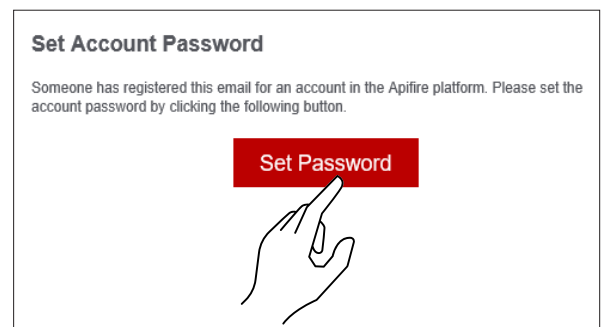 Set Account Password
Someone has registered this email for an account in the Apifire platform. Please set the
account password by clicking the following button.
Set Password